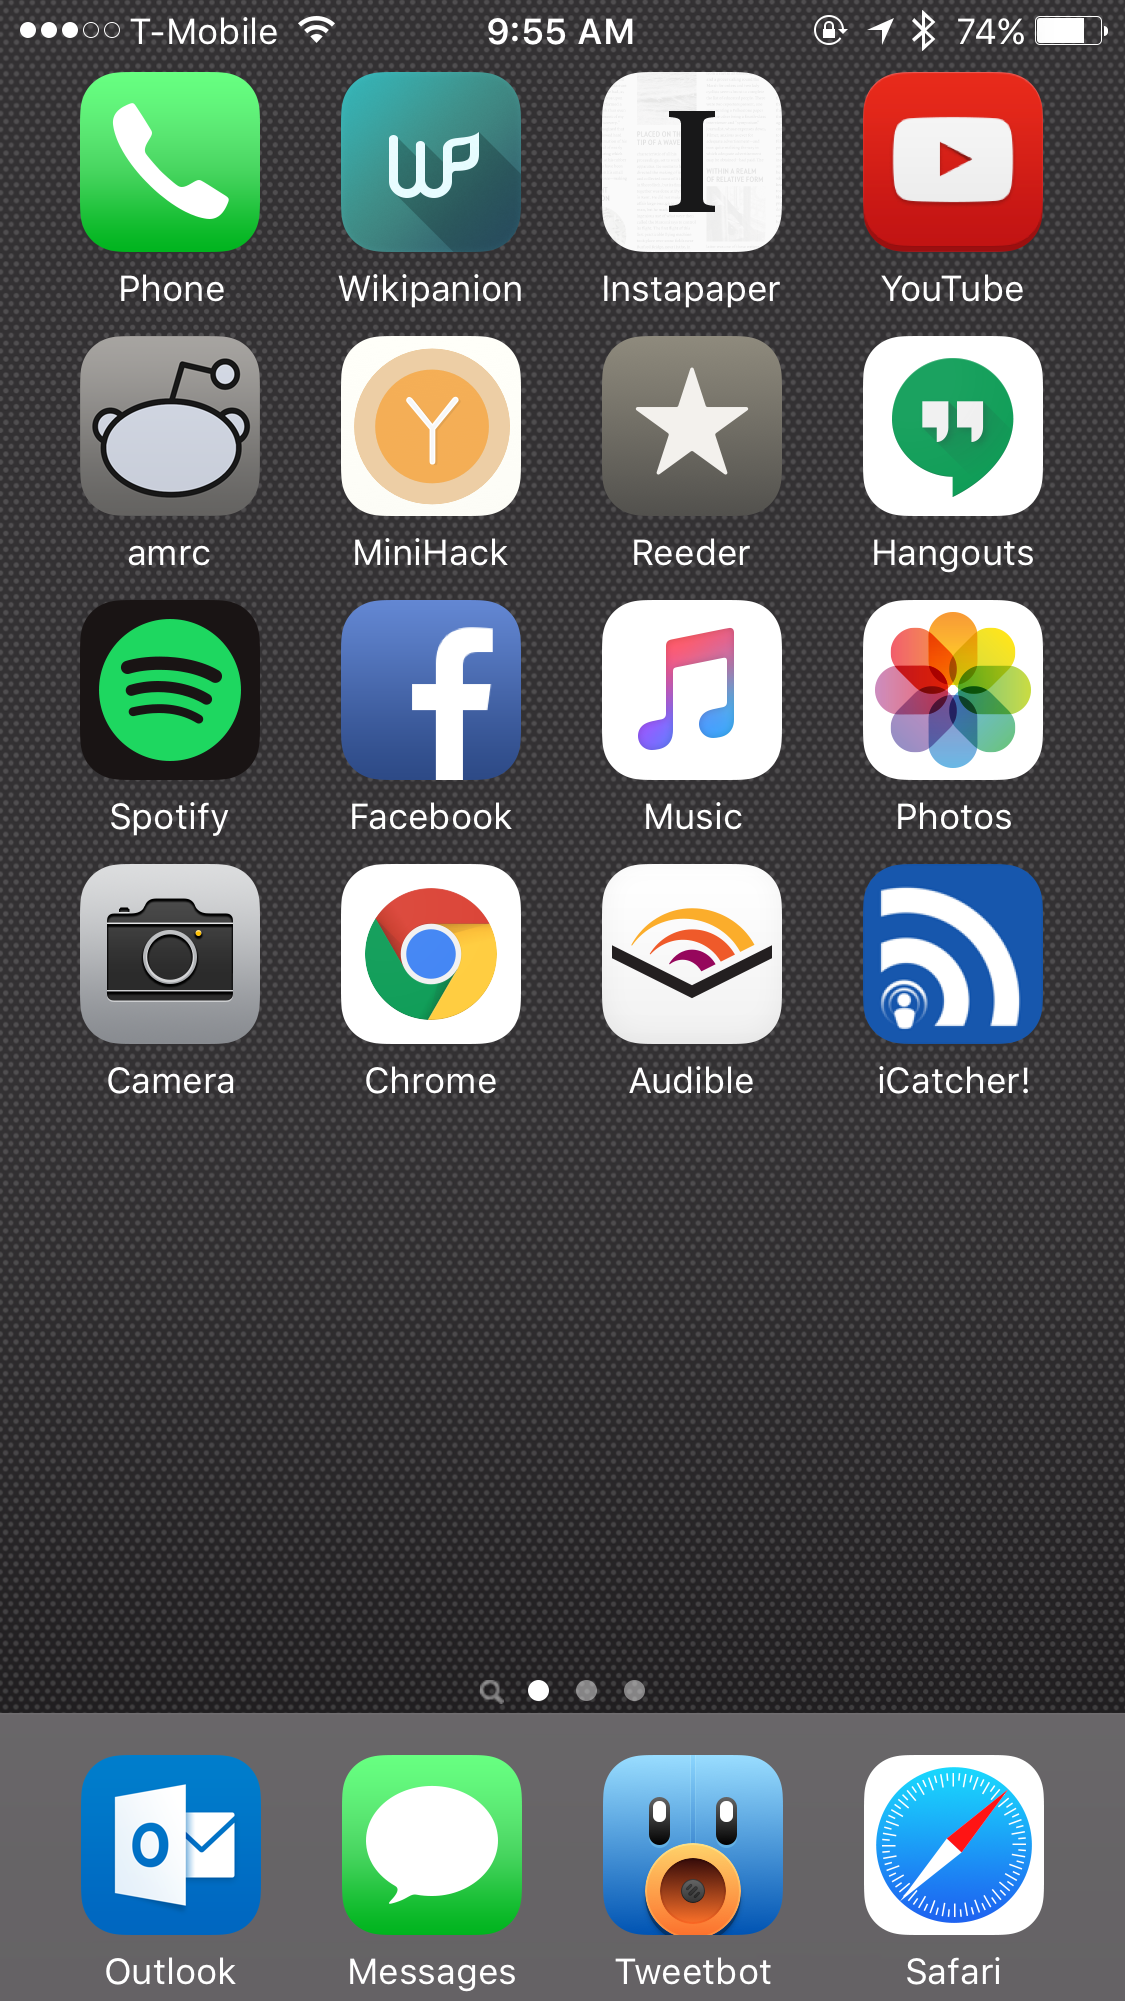 T-Mobile 9:55 AM 74%
Phone Wikipanion Instapaper YouTube
amrc MiniHack Reeder Hangouts
Spotify Facebook Music Photos
Camera Chrome Audible iCatcher!
Outlook Messages Tweetbot Safari